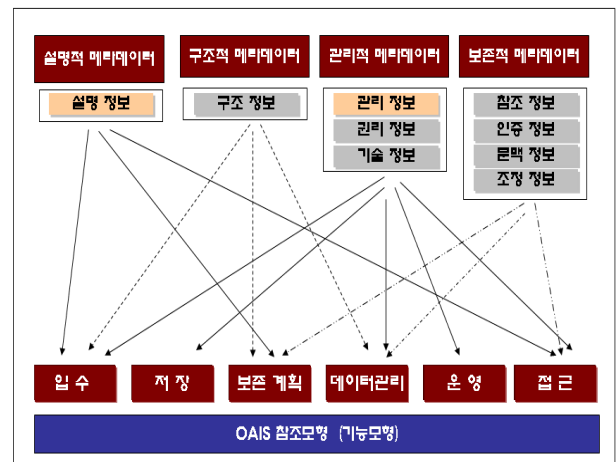 설명적 메타데이터
구조적 메타데이터
관리적 메타데이터
보존적 메타데이터
설명 정보
구조 정보
관리 정보
권리 정보
기술 정보
참조 정보
인증 정보
문맥 정보
조정 정보
입 수
저 장
보존 계획
데이터관리
운 영
접 근
OAIS 참조모형 (기능모형)